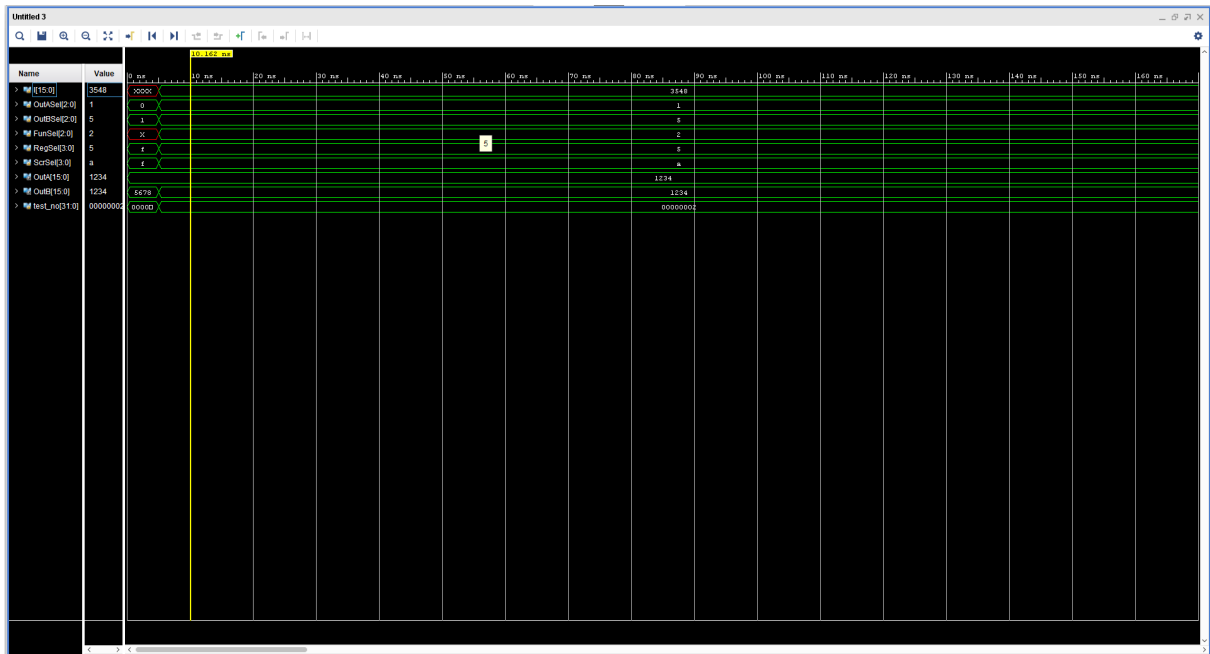 Untitled 3
10.162 ns
Name Value 0 ns 10 ns 20 ns 30 ns 40 ns 50 ns 60 ns 70 ns 80 ns 90 ns 100 ns 110 ns 120 ns 130 ns 140 ns 150 ns 160 ns
I[15:0] 3548 XXXX 3548
OutASel[2:0] 1 0 1
OutBSel[2:0] 5 1 5
FunSel[2:0] 2 X 2
5
RegSel[3:0] 5 f 5
ScrSel[3:0] a f a
OutA[15:0] 1234 1234
OutB[15:0] 1234 5678 1234
test_no[31:0] 00000002 00000002